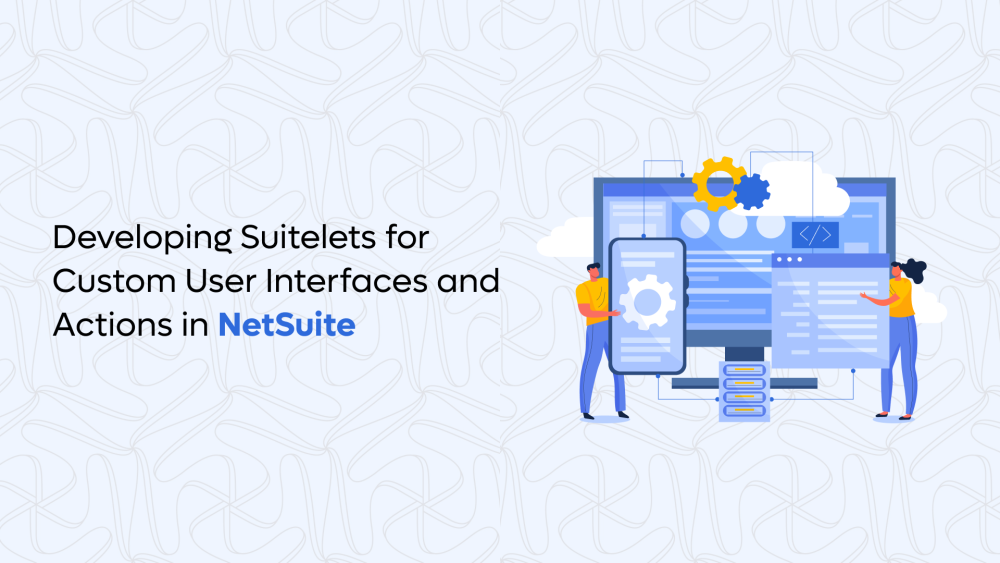 Developing Suitelets for
Custom User Interfaces and
Actions in NetSuite
</>